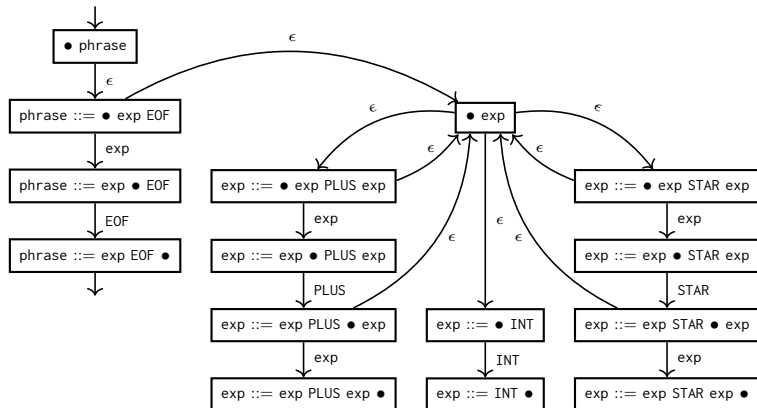 ϵ
● phrase
ϵ
ϵ
● exp
ϵ
phrase ::= ● exp EOF
ϵ
ϵ
exp
phrase ::= exp ● EOF
exp ::= ● exp PLUS exp
exp ::= ● exp STAR exp
EOF
exp
ϵ
exp
ϵ
ϵ
phrase ::= exp EOF ●
exp ::= exp ● PLUS exp
exp ::= exp ● STAR exp
PLUS
STAR
exp ::= exp PLUS ● exp
exp ::= ● INT
exp ::= exp STAR ● exp
exp
INT
exp
exp ::= exp PLUS exp ●
exp ::= INT ●
exp ::= exp STAR exp ●